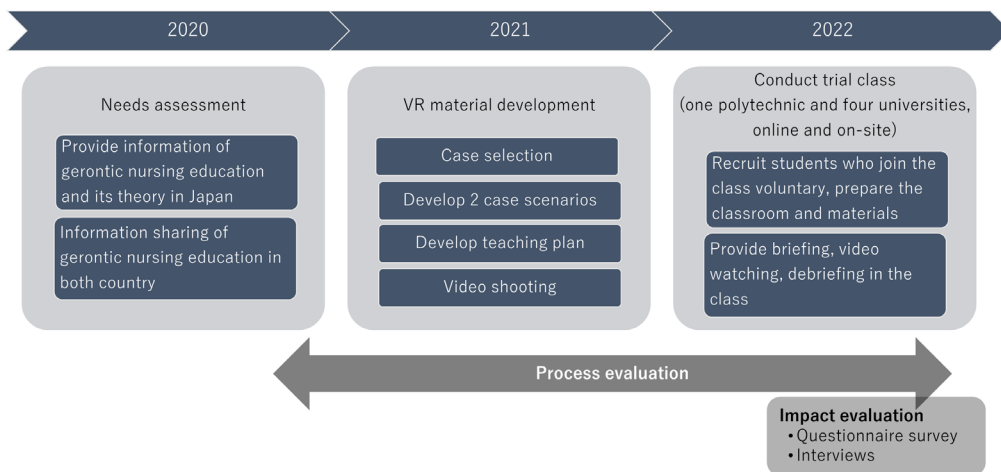 2020
2021
2022
Needs assessment
Provide information of
gerontic nursing education
and its theory in Japan
Information sharing of
gerontic nursing education in
both country
VR material development
Case selection
Develop 2 case scenarios
Develop teaching plan
Video shooting
Conduct trial class
(one polytechnic and four universities,
online and on-site)
Recruit students who join the
class voluntary, prepare the
classroom and materials
Provide briefing, video
watching, debriefing in the
class
Process evaluation
Impact evaluation
• Questionnaire survey
• Interviews